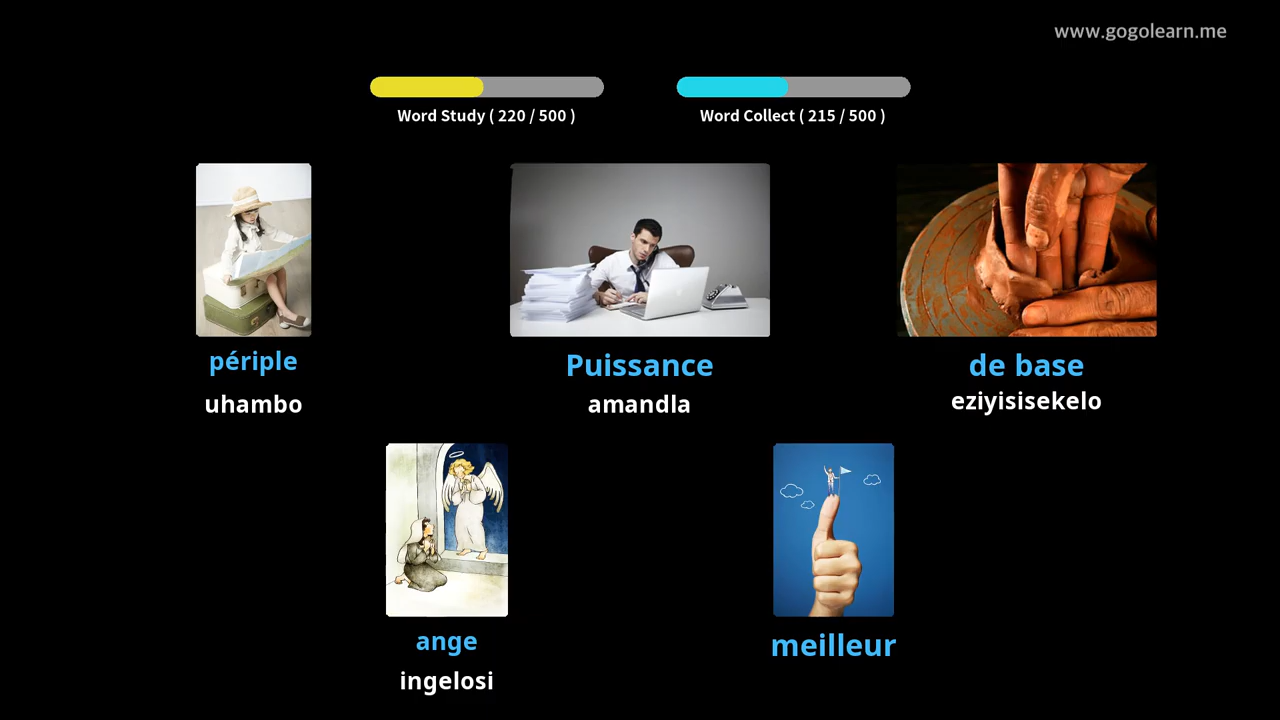 www.gogolearn.me
Word Study ( 220 / 500 )
Word Collect ( 215 / 500 )
périple
uhambo
Puissance
amandla
de base
eziyisisekelo
ange
ingelosi
meilleur